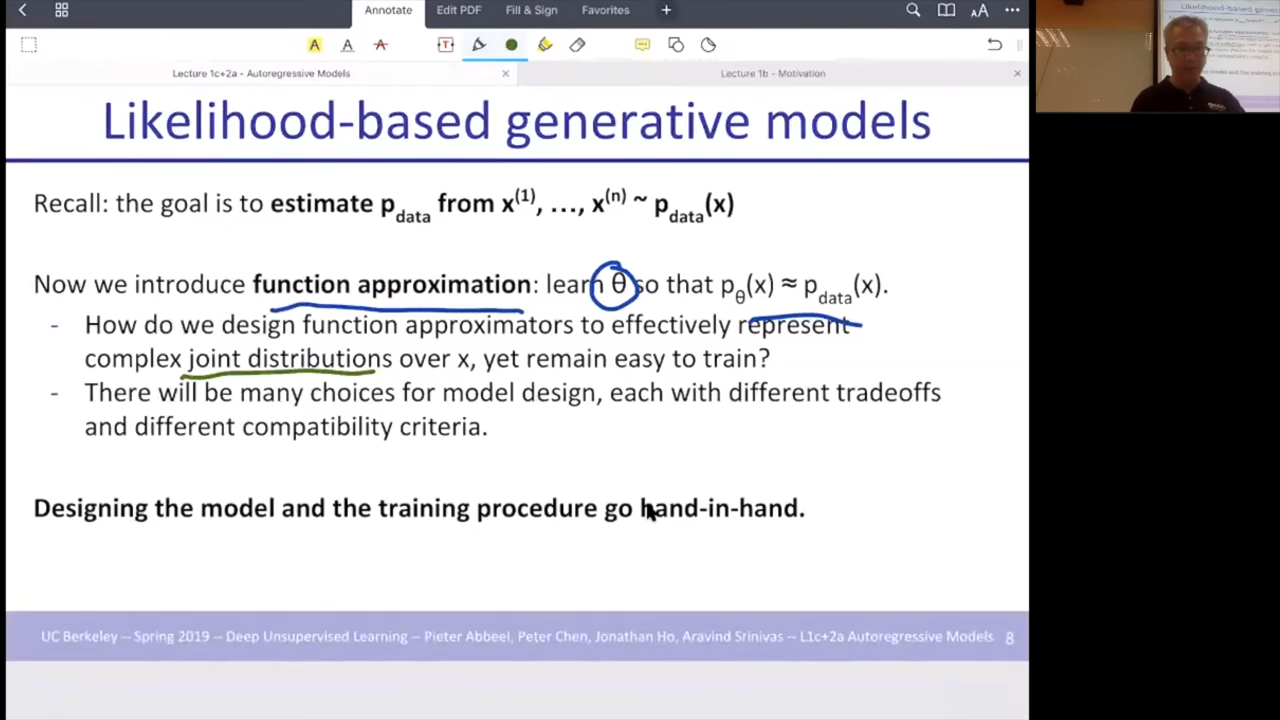 Annotate Edit PDF Fill & Sign Favorites +
Lecture 1c+2a - Autoregressive Models
Lecture 1b - Motivation
Likelihood-based generative models
Recall: the goal is to estimate p_data from x^(1), …, x^(n) ~ p_data(x)
Now we introduce function approximation: learn θ so that p_θ(x) ≈ p_data(x).
- How do we design function approximators to effectively represent
complex joint distributions over x, yet remain easy to train?
- There will be many choices for model design, each with different tradeoffs
and different compatibility criteria.
Designing the model and the training procedure go hand-in-hand.
UC Berkeley -- Spring 2019 -- Deep Unsupervised Learning -- Pieter Abbeel, Peter Chen, Jonathan Ho, Aravind Srinivas -- L1c+2a Autoregressive Models 8